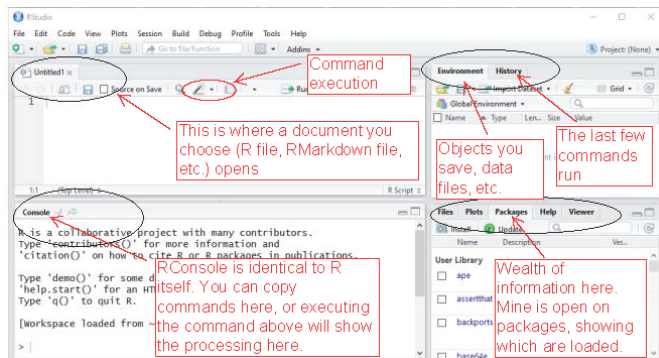 RStudio
File Edit Code View Plots Session Build Debug Profile Tools Help
Go to file/function Addins Project: (None)
Untitled1
Source on Save Run
1
Command
execution
This is where a document you
choose (R file, RMarkdown file,
etc.) opens
1:1 (Top Level) R Script
Environment History
Import Dataset Grid
Global Environment
Name Type Len... Size Value
Objects you
save, data
files, etc.
The last few
commands
run
Console
R is a collaborative project with many contributors.
Type 'contributors()' for more information and
'citation()' on how to cite R or R packages in publications.
Type 'demo()' for some d
'help.start()' for an HT
Type 'q()' to quit R.
[Workspace loaded from ~
>
RConsole is identical to R
itself. You can copy
commands here, or executing
the command above will show
the processing here.
Files Plots Packages Help Viewer
Install Update
Name Description Ver...
User Library
ape
assertthat
backports
base64e
Wealth of
information here.
Mine is open on
packages, showing
which are loaded.